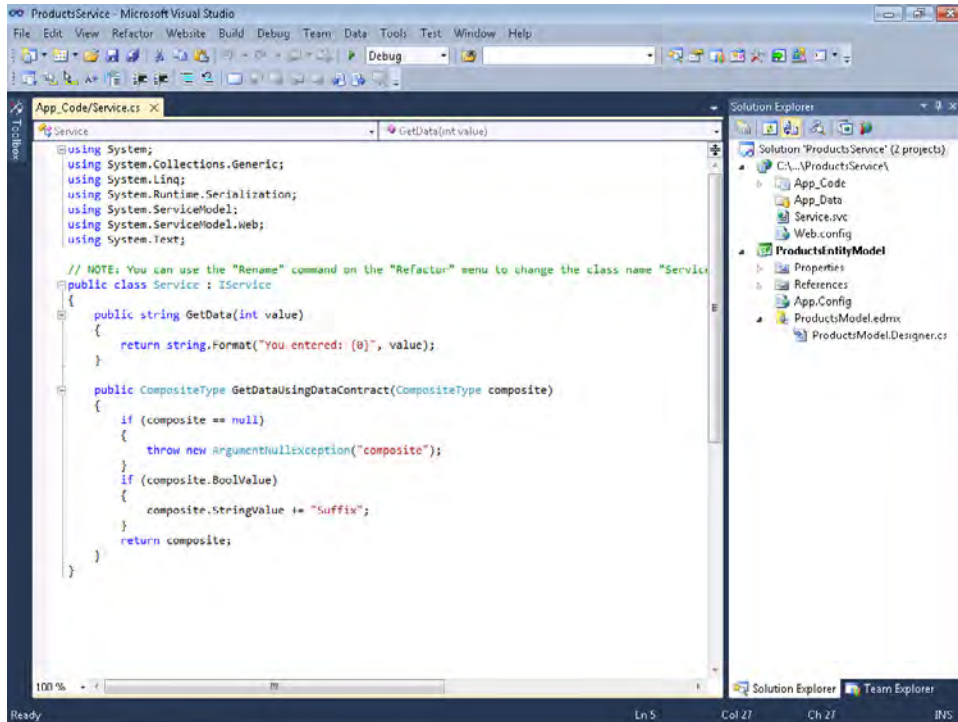 ProductsService - Microsoft Visual Studio
File Edit View Refactor Website Build Debug Team Data Tools Test Window Help
Debug
Toolbox
App_Code/Service.cs
Service
GetData(int value)
using System;
using System.Collections.Generic;
using System.Linq;
using System.Runtime.Serialization;
using System.ServiceModel;
using System.ServiceModel.Web;
using System.Text;
// NOTE: You can use the "Rename" command on the "Refactor" menu to change the class name "Servic
public class Service : IService
{
public string GetData(int value)
{
return string.Format("You entered: {0}", value);
}
public CompositeType GetDataUsingDataContract(CompositeType composite)
{
if (composite == null)
{
throw new ArgumentNullException("composite");
}
if (composite.BoolValue)
{
composite.StringValue += "Suffix";
}
return composite;
}
}
100 %
Solution Explorer
Solution 'ProductsService' (2 projects)
C:\...\ProductsService\
App_Code
App_Data
Service.svc
Web.config
ProductsEntityModel
Properties
References
App.Config
ProductsModel.edmx
ProductsModel.Designer.cs
Solution Explorer Team Explorer
Ready Ln 5 Col 27 Ch 27 INS